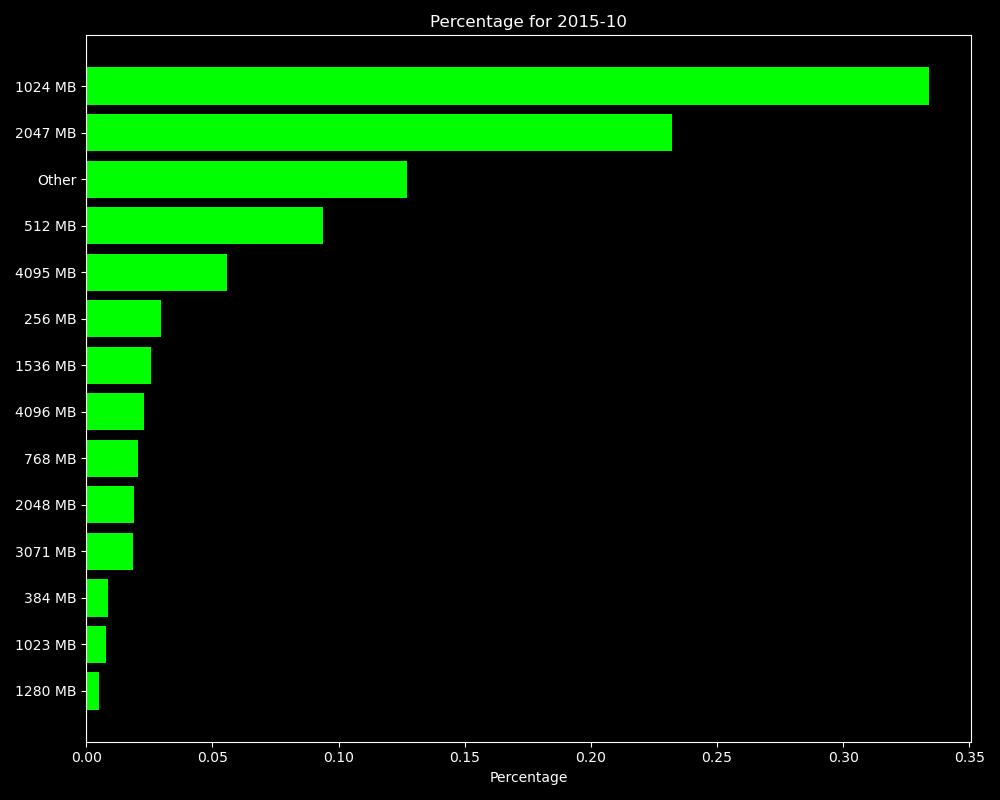 Percentage for 2015-10
1024 MB
2047 MB
Other
512 MB
4095 MB
256 MB
1536 MB
4096 MB
768 MB
2048 MB
3071 MB
384 MB
1023 MB
1280 MB
0.00 0.05 0.10 0.15 0.20 0.25 0.30 0.35
Percentage